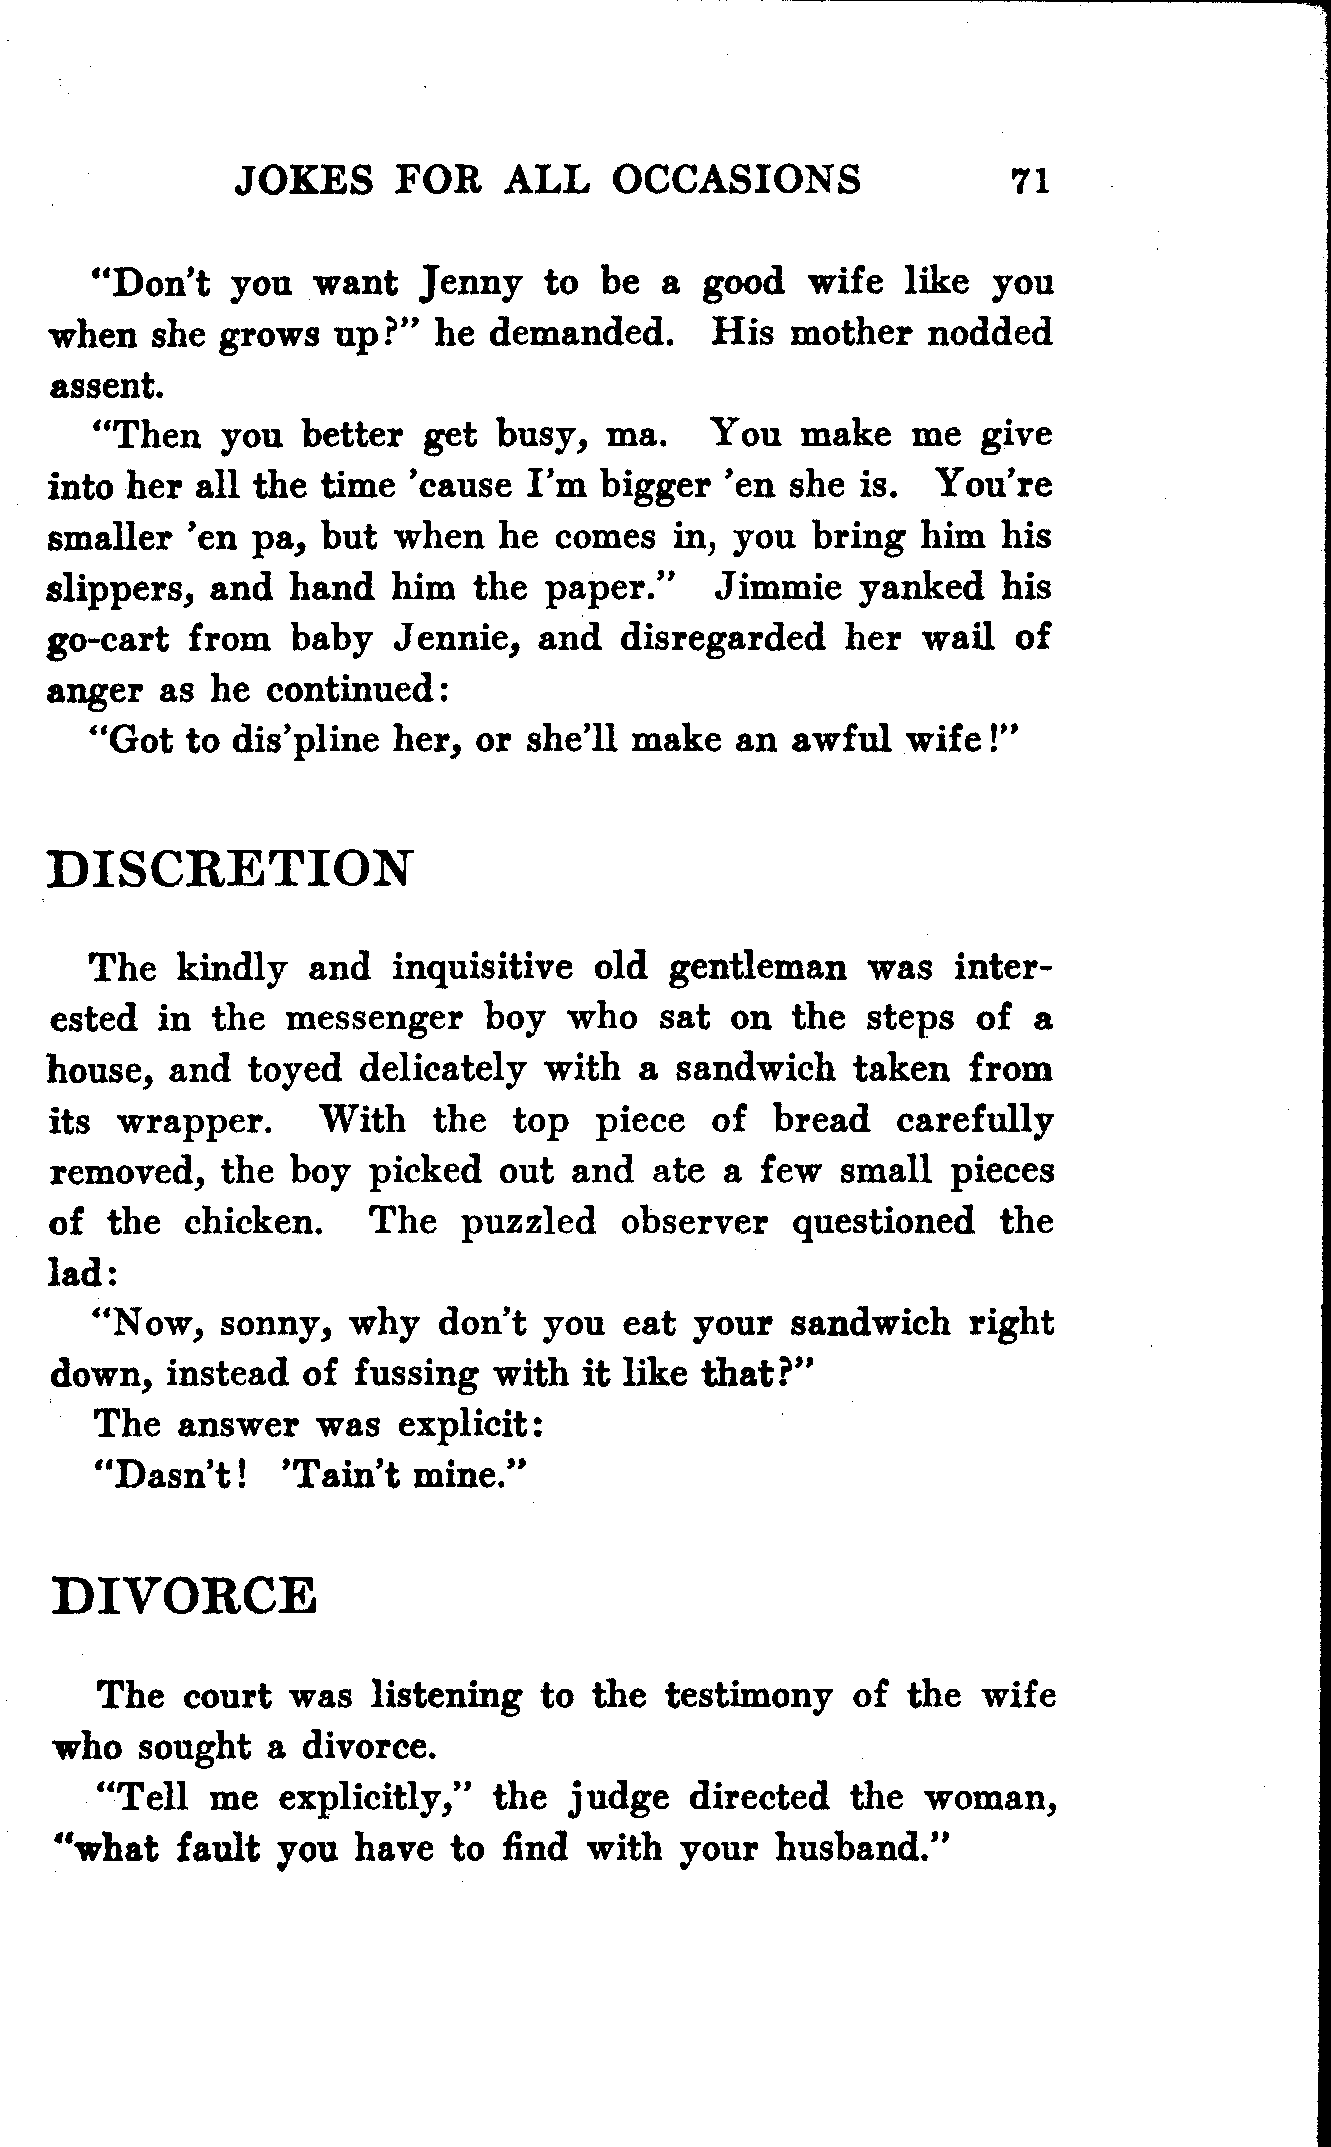 JOKES FOR ALL OCCASIONS 71
"Don't you want Jenny to be a good wife like you
when she grows up?" he demanded. His mother nodded
assent.
"Then you better get busy, ma. You make me give
into her all the time 'cause I'm bigger 'en she is. You're
smaller 'en pa, but when he comes in, you bring him his
slippers, and hand him the paper." Jimmie yanked his
go-cart from baby Jennie, and disregarded her wail of
anger as he continued:
"Got to dis'pline her, or she'll make an awful wife!"
DISCRETION
The kindly and inquisitive old gentleman was inter-
ested in the messenger boy who sat on the steps of a
house, and toyed delicately with a sandwich taken from
its wrapper. With the top piece of bread carefully
removed, the boy picked out and ate a few small pieces
of the chicken. The puzzled observer questioned the
lad:
"Now, sonny, why don't you eat your sandwich right
down, instead of fussing with it like that?"
The answer was explicit:
"Dasn't! 'Tain't mine."
DIVORCE
The court was listening to the testimony of the wife
who sought a divorce.
"Tell me explicitly," the judge directed the woman,
"what fault you have to find with your husband."